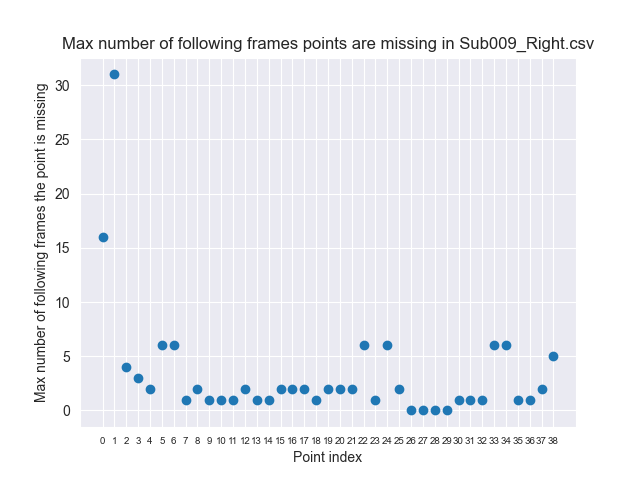 Max number of following frames points are missing in Sub009_Right.csv
Max number of following frames the point is missing
30
25
20
15
10
5
0
0 1 2 3 4 5 6 7 8 9 10 11 12 13 14 15 16 17 18 19 20 21 22 23 24 25 26 27 28 29 30 31 32 33 34 35 36 37 38
Point index